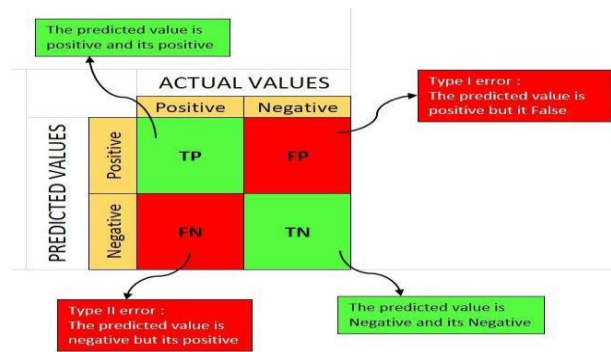 The predicted value is
positive and its positive
ACTUAL VALUES
Positive Negative
Type I error :
The predicted value is
positive but it False
PREDICTED VALUES
Positive
TP FP
Negative
FN TN
Type II error :
The predicted value is
negative but its positive
The predicted value is
Negative and its Negative